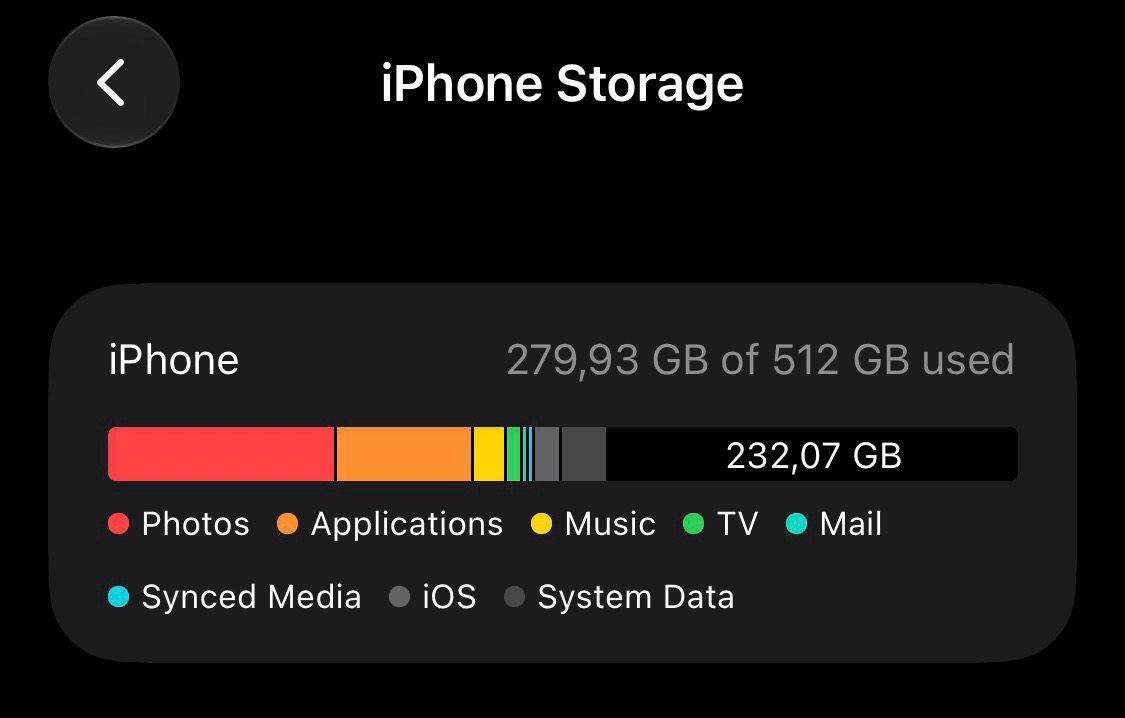 iPhone Storage
iPhone 279,93 GB of 512 GB used
232,07 GB
Photos Applications Music TV Mail
Synced Media iOS System Data